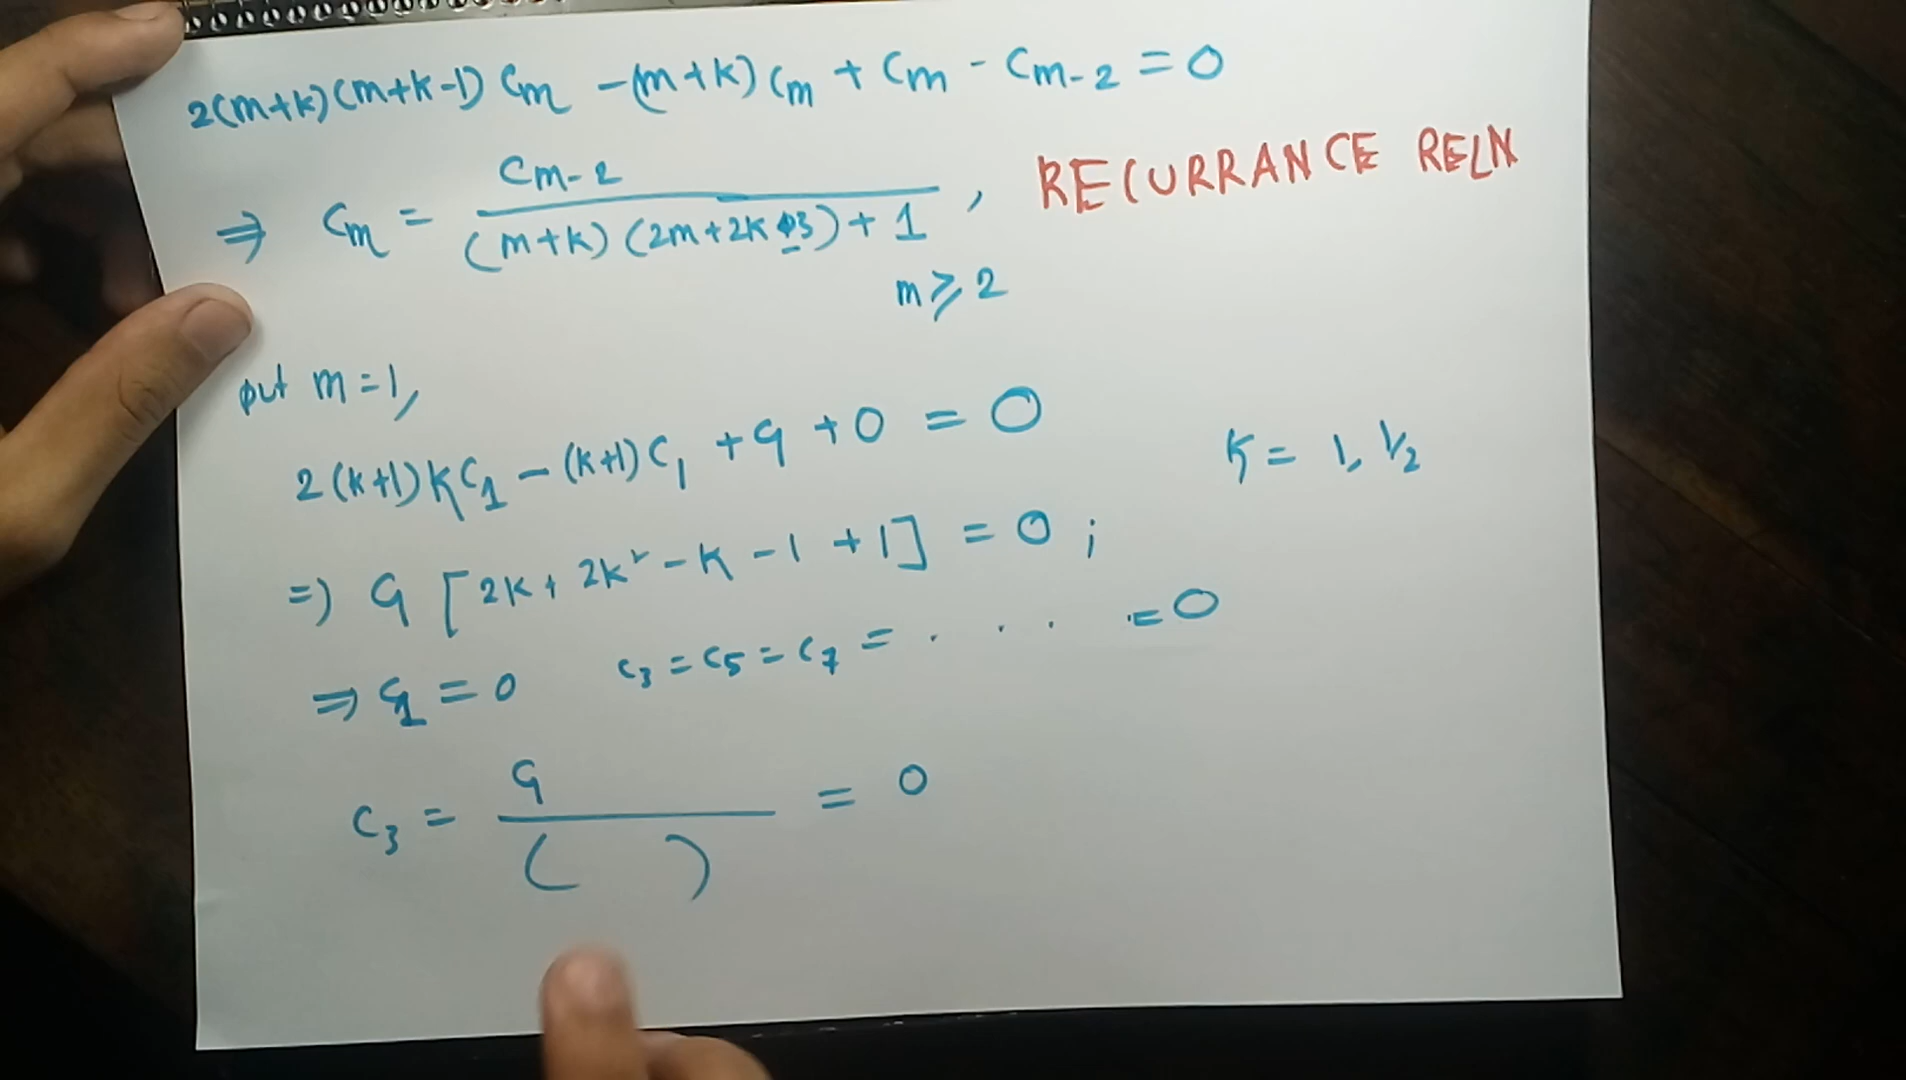 2(m+k)(m+k-1) Cm -(m+k) Cm + Cm - Cm-2 = 0
⇒ Cm = Cm-2 / (m+k)(2m+2k-3)+1 , RECURRANCE RELN
m ≥ 2
put m=1,
2(k+1)kC1 - (k+1)C1 + C1 + 0 = 0
k = 1, 1/2
=) C1 [2k + 2k² - k - 1 + 1] = 0 ;
⇒ C1 = 0 C3 = C5 = C7 = . . . = 0
C3 = C1 / ( ) = 0